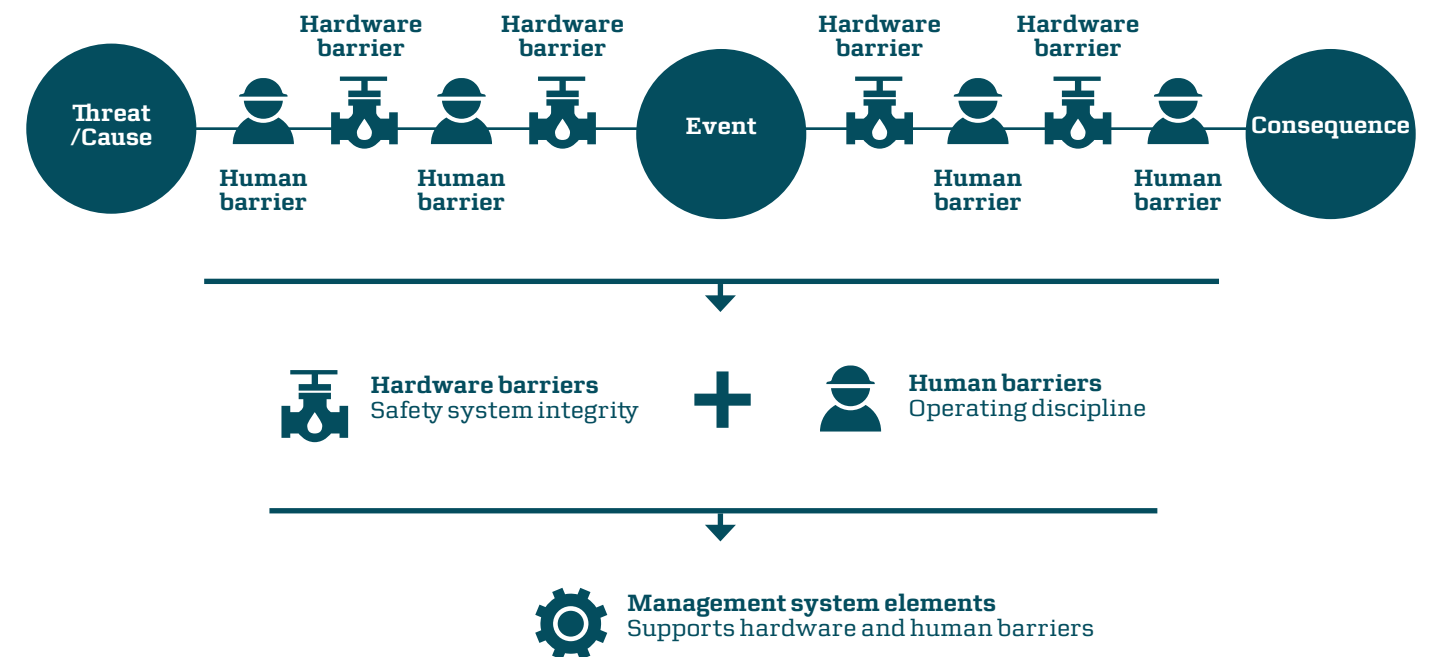 Hardware
barrier
Hardware
barrier
Hardware
barrier
Hardware
barrier
Threat
/Cause
Event
Consequence
Human
barrier
Human
barrier
Human
barrier
Human
barrier
Hardware barriers
Safety system integrity
+
Human barriers
Operating discipline
Management system elements
Supports hardware and human barriers